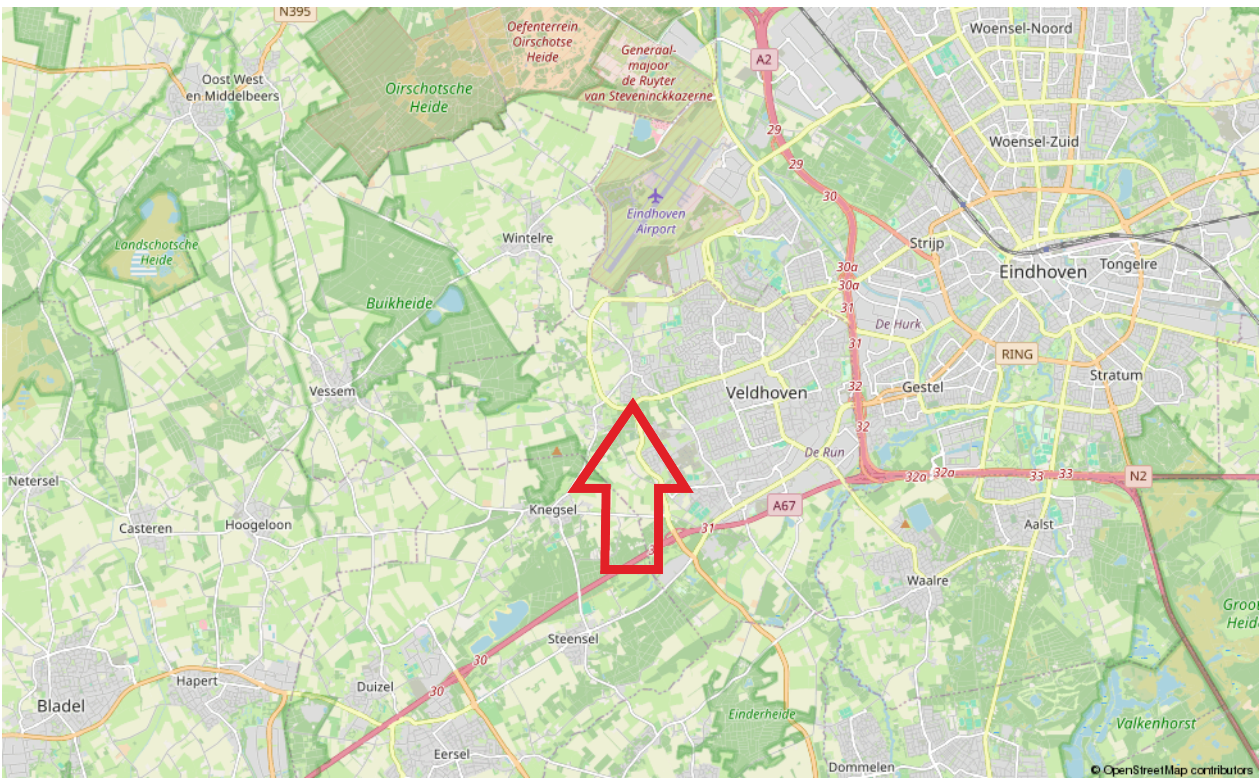 N395
Oefenterrein
Oirschotse
Heide
Generaal-
majoor
de Ruyter
van Steveninckkazerne
A2
Woensel-Noord
Oost West
en Middelbeers
Oirschotsche
Heide
29
29
Woensel-Zuid
30
Eindhoven
Airport
Landschotsche
Heide
Wintelre
Strijp
Eindhoven
Tongelre
30a
30a
31
Buikheide
De Hurk
31
RING
Vessem
Veldhoven
32
Gestel
Stratum
32
De Run
Netersel
32a
32a
33
33
N2
Knegsel
A67
Casteren
Hoogeloon
31
Aalst
Waalre
Steensel
30
Hapert
Duizel
30
Bladel
Einderheide
Valkenhorst
Eersel
Dommelen
© OpenStreetMap contributors